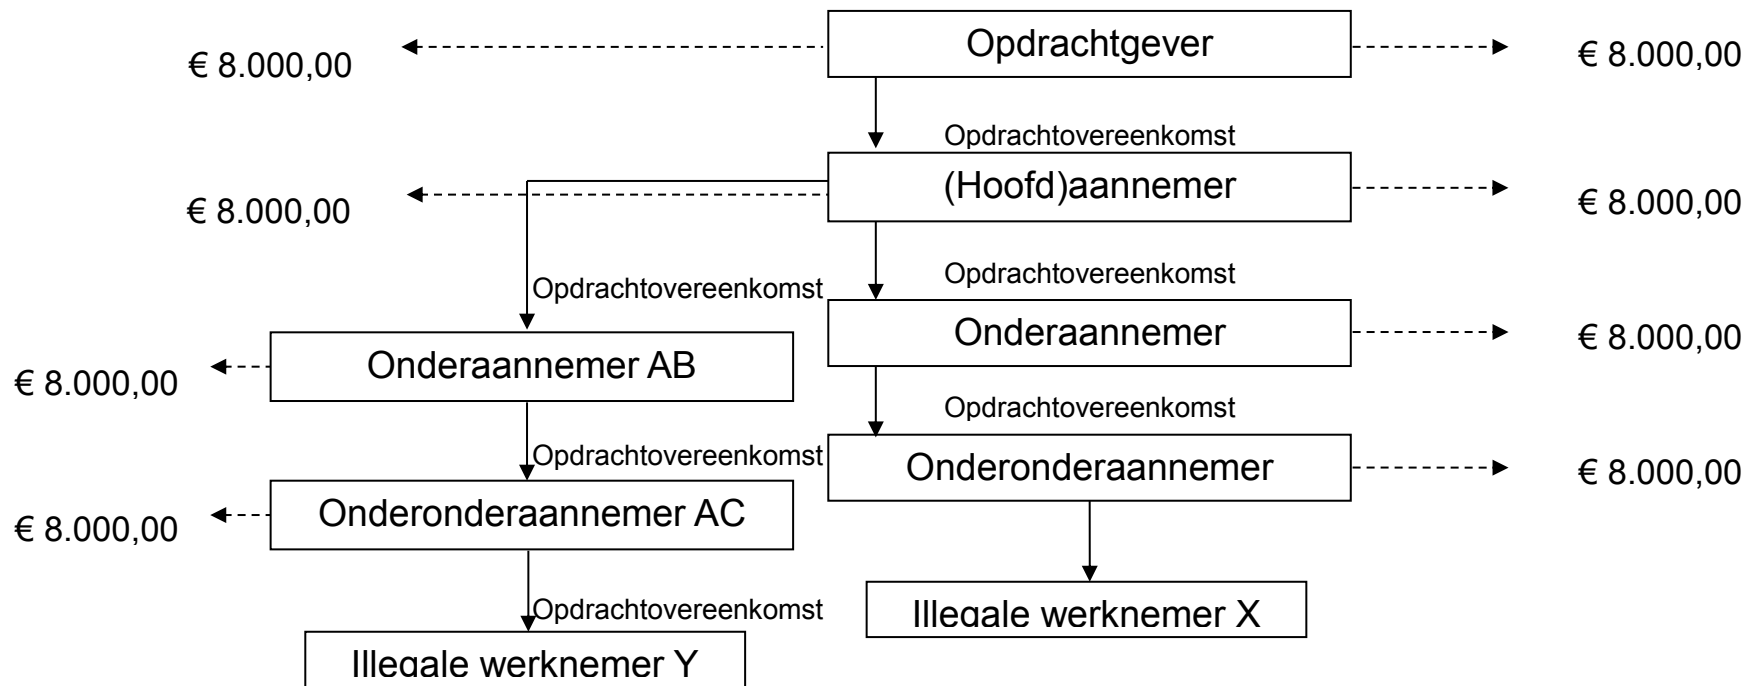 Opdrachtgever
€ 8.000,00
€ 8.000,00
Opdrachtovereenkomst
(Hoofd)aannemer
€ 8.000,00
€ 8.000,00
Opdrachtovereenkomst
Opdrachtovereenkomst
Onderaannemer
€ 8.000,00
Onderaannemer AB
€ 8.000,00
Opdrachtovereenkomst
Opdrachtovereenkomst
Onderonderaannemer
€ 8.000,00
Onderonderaannemer AC
€ 8.000,00
Illegale werknemer X
Opdrachtovereenkomst
Illegale werknemer Y